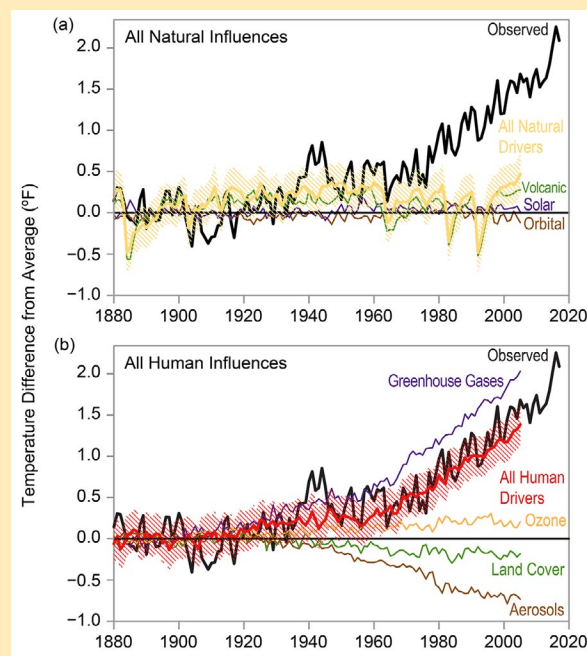 (a)
All Natural Influences
Observed
All Natural
Drivers
Volcanic
Solar
Orbital
2.0
1.5
1.0
0.5
0.0
−0.5
−1.0
1880 1900 1920 1940 1960 1980 2000 2020
Temperature Difference from Average (ºF)
(b)
All Human Influences
Observed
Greenhouse Gases
All Human
Drivers
Ozone
Land Cover
Aerosols
2.0
1.5
1.0
0.5
0.0
−0.5
−1.0
1880 1900 1920 1940 1960 1980 2000 2020